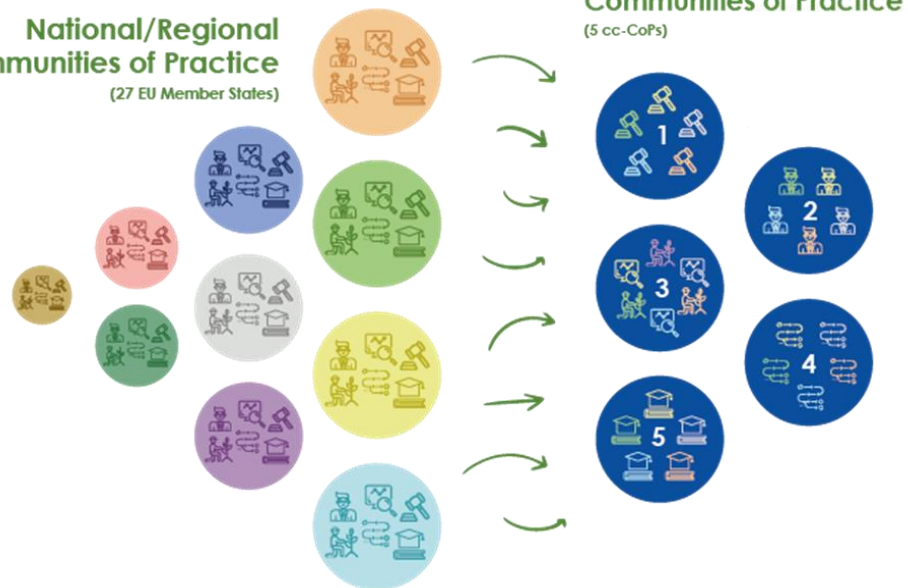 National/Regional
mmunities of Practice
(27 EU Member States)
Communities of Practice
(5 cc-CoPs)
1
2
3
4
5